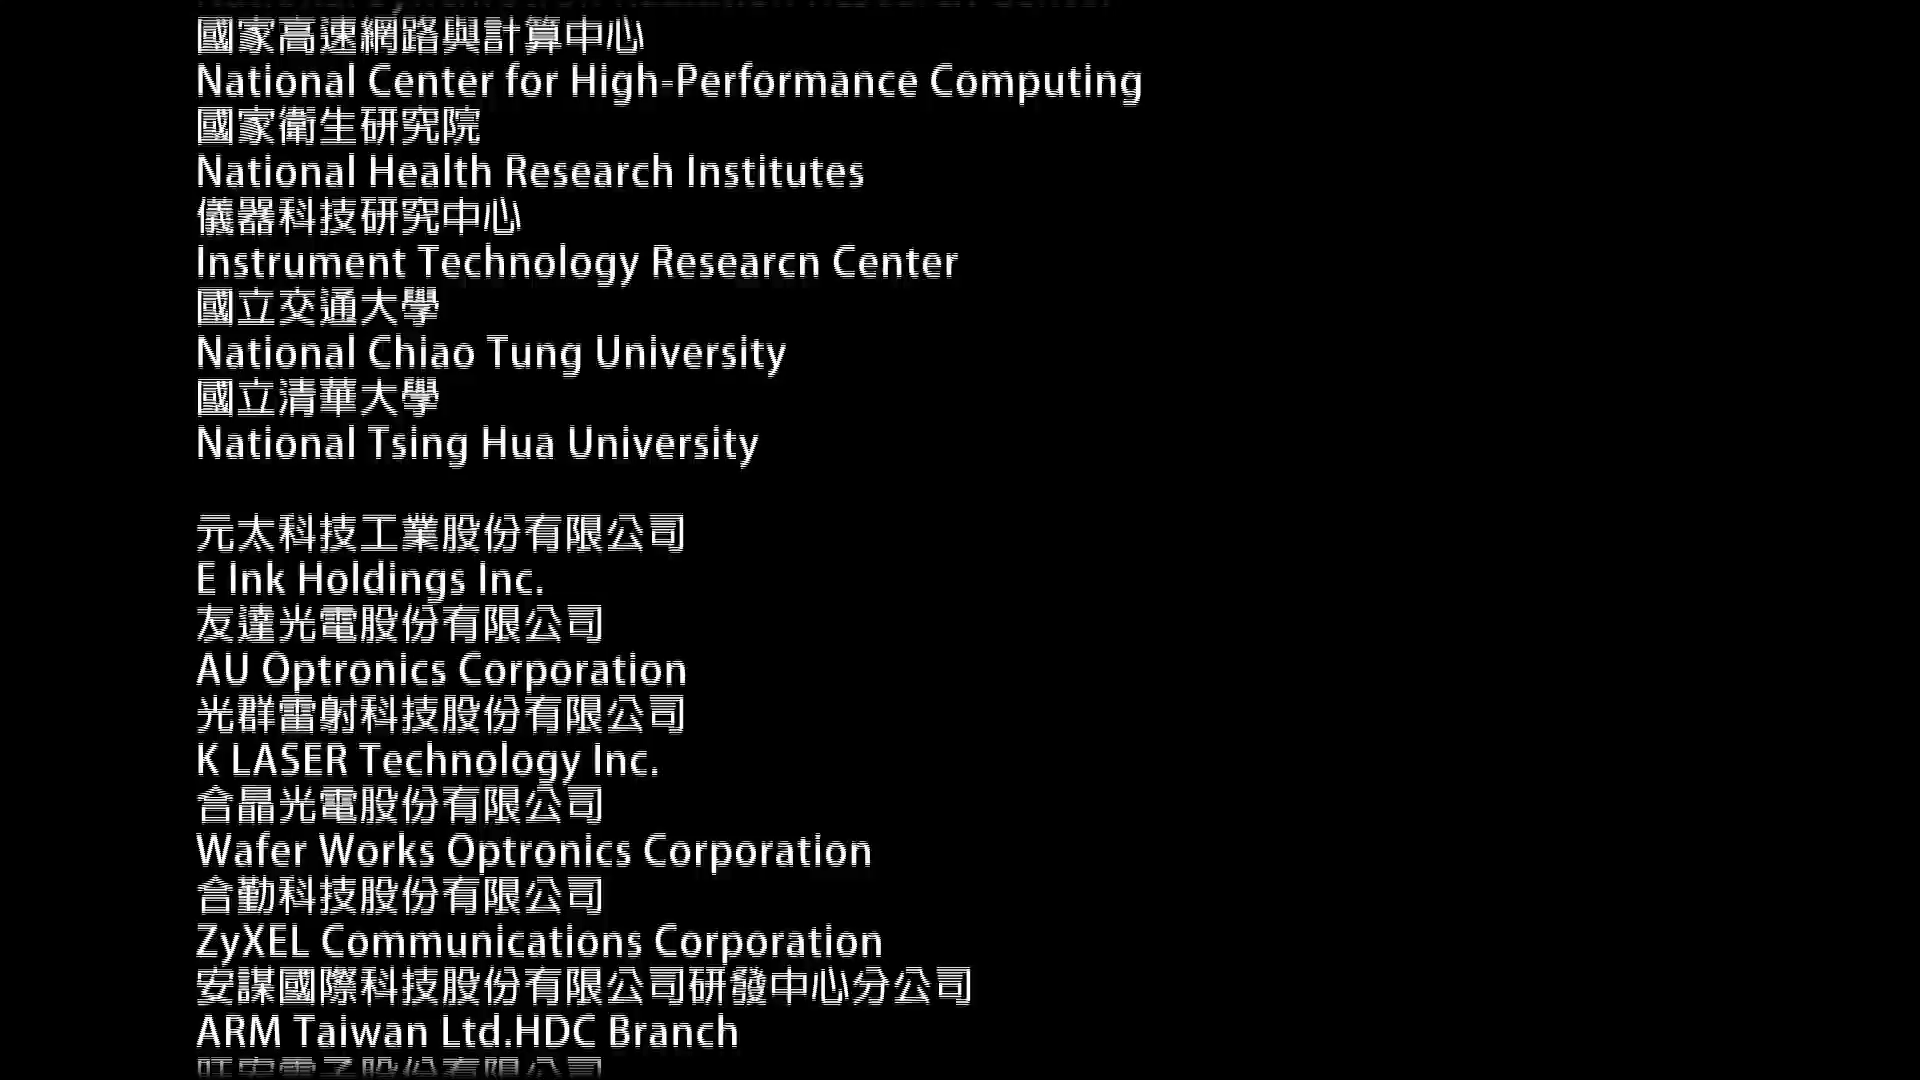 國家高速網路與計算中心
National Center for High-Performance Computing
國家衛生研究院
National Health Research Institutes
儀器科技研究中心
Instrument Technology Researcn Center
國立交通大學
National Chiao Tung University
國立清華大學
National Tsing Hua University
元太科技工業股份有限公司
E Ink Holdings Inc.
友達光電股份有限公司
AU Optronics Corporation
光群雷射科技股份有限公司
K LASER Technology Inc.
合晶光電股份有限公司
Wafer Works Optronics Corporation
合勤科技股份有限公司
ZyXEL Communications Corporation
安謀國際科技股份有限公司研發中心分公司
ARM Taiwan Ltd.HDC Branch